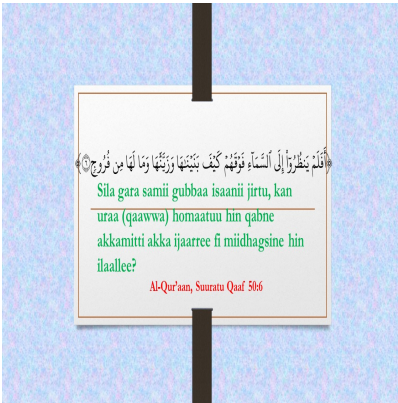 ﴿أَفَلَمْ يَنظُرُوٓا۟ إِلَى ٱلسَّمَآءِ فَوْقَهُمْ كَيْفَ بَنَيْنَـٰهَا وَزَيَّنَّـٰهَا وَمَا لَهَا مِن فُرُوجٍۢ ۝٦﴾
Sila gara samii gubbaa isaanii jirtu, kan
uraa (qaawwa) homaatuu hin qabne
akkamitti akka ijaarree fi miidhagsine hin
ilaallee?
Al-Qur'aan, Suuratu Qaaf 50:6